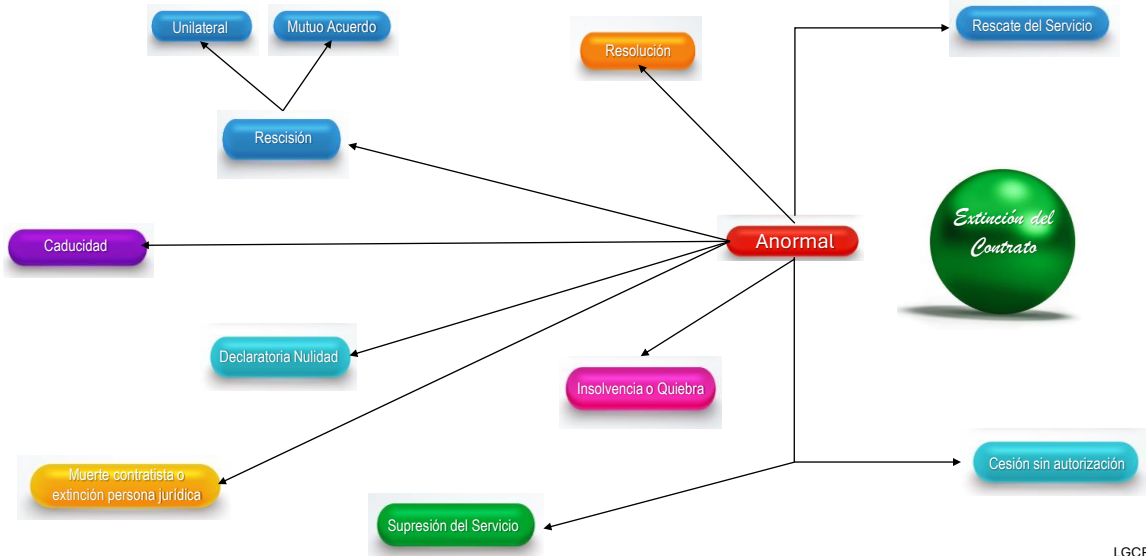 Unilateral
Mutuo Acuerdo
Resolución
Rescate del Servicio
Rescisión
Extinción del
Contrato
Anormal
Caducidad
Declaratoria Nulidad
Insolvencia o Quiebra
Muerte contratista o
extinción persona jurídica
Cesión sin autorización
Supresión del Servicio